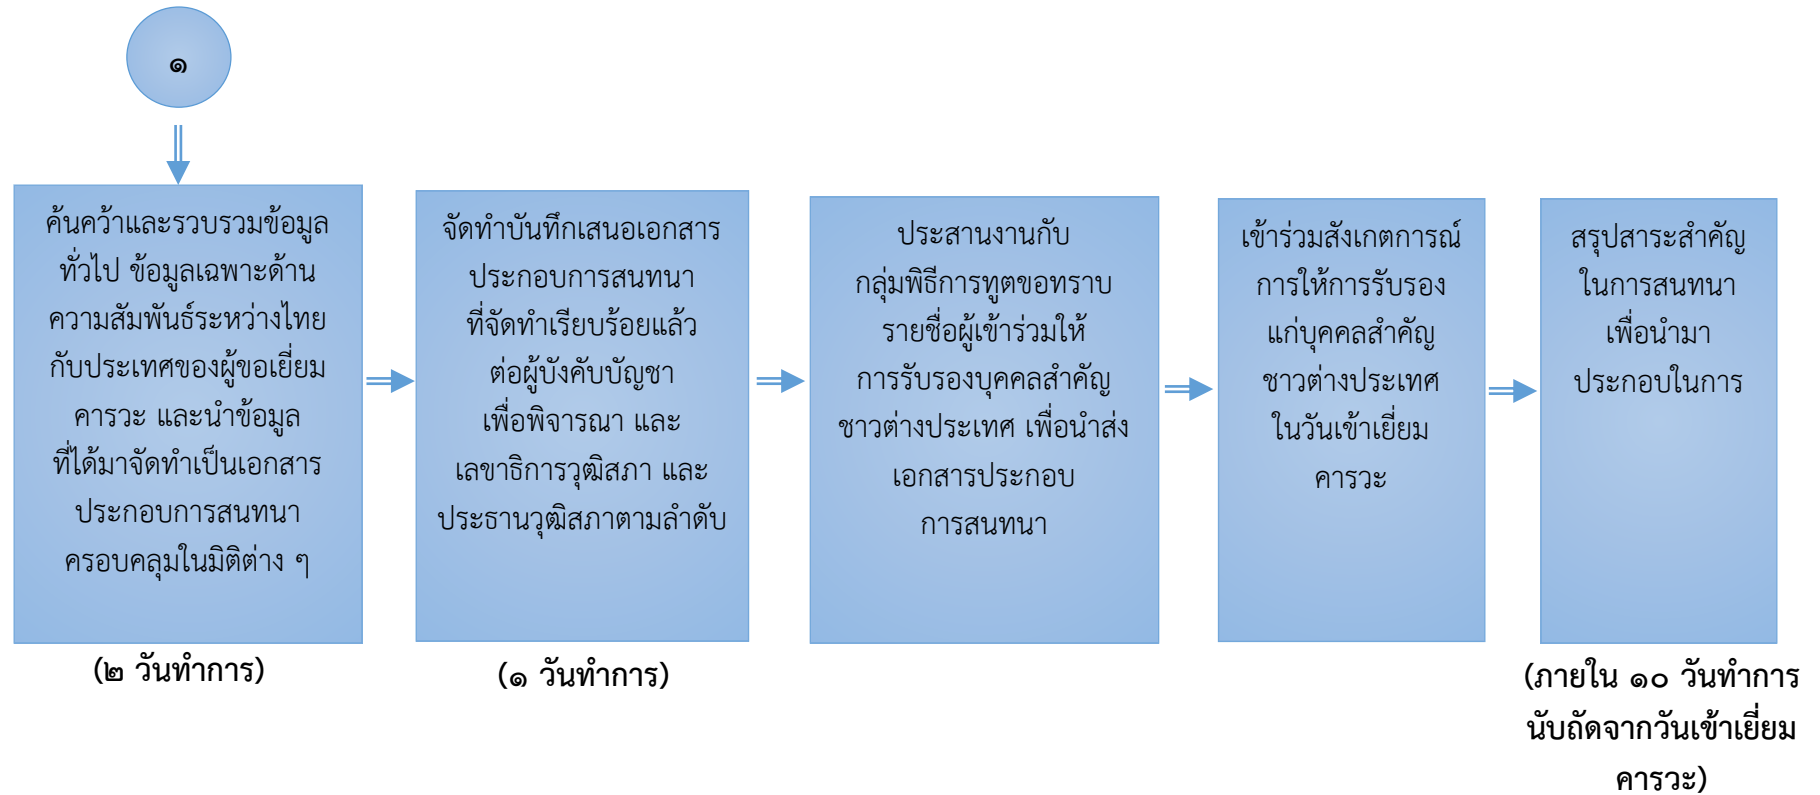 ๑
ค้นคว้าและรวบรวมข้อมูล
ทั่วไป ข้อมูลเฉพาะด้าน
ความสัมพันธ์ระหว่างไทย
กับประเทศของผู้ขอเยี่ยม
คารวะ และนำข้อมูล
ที่ได้มาจัดทำเป็นเอกสาร
ประกอบการสนทนา
ครอบคลุมในมิติต่าง ๆ
(๒ วันทำการ)
จัดทำบันทึกเสนอเอกสาร
ประกอบการสนทนา
ที่จัดทำเรียบร้อยแล้ว
ต่อผู้บังคับบัญชา
เพื่อพิจารณา และ
เลขาธิการวุฒิสภา และ
ประธานวุฒิสภาตามลำดับ
(๑ วันทำการ)
ประสานงานกับ
กลุ่มพิธีการทูตขอทราบ
รายชื่อผู้เข้าร่วมให้
การรับรองบุคคลสำคัญ
ชาวต่างประเทศ เพื่อนำส่ง
เอกสารประกอบ
การสนทนา
เข้าร่วมสังเกตการณ์
การให้การรับรอง
แก่บุคคลสำคัญ
ชาวต่างประเทศ
ในวันเข้าเยี่ยม
คารวะ
สรุปสาระสำคัญ
ในการสนทนา
เพื่อนำมา
ประกอบในการ
(ภายใน ๑๐ วันทำการ
นับถัดจากวันเข้าเยี่ยม
คารวะ)